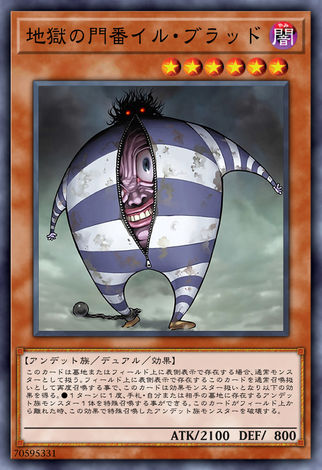 地獄の門番イル・ブラッド
やみ
闇
【アンデット族／デュアル／効果】
このカードは墓地またはフィールド上に表側表示で存在する場合、通常モン
スターとして扱う。フィールド上に表側表示で存在するこのカードを通常召喚扱
いとして再度召喚する事で、このカードは効果モンスター扱いとなり以下の効
果を得る。●１ターンに１度、手札・自分または相手の墓地に存在するアンデ
ット族モンスター１体を特殊召喚する事ができる。このカードがフィールド上か
ら離れた時、この効果で特殊召喚したアンデット族モンスターを破壊する。
ATK/2100 DEF/ 800
70595331